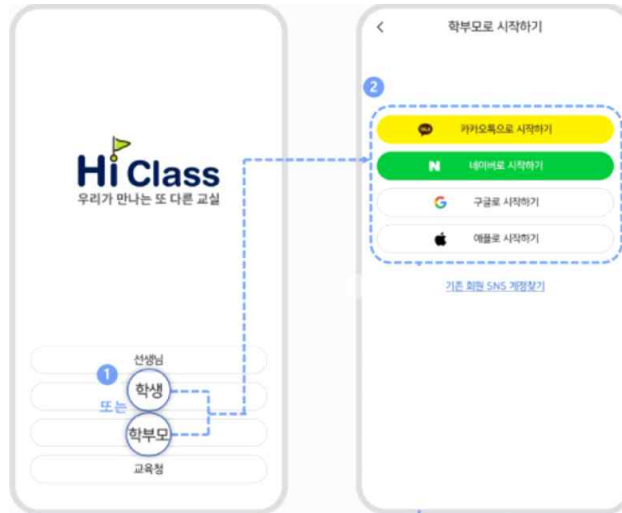 Hi Class
우리가 만나는 또 다른 교실
선생님
1
학생
또는
학부모
교육청
학부모로 시작하기
2
카카오톡으로 시작하기
N 네이버로 시작하기
G 구글로 시작하기
애플로 시작하기
기존 회원 SNS 계정찾기